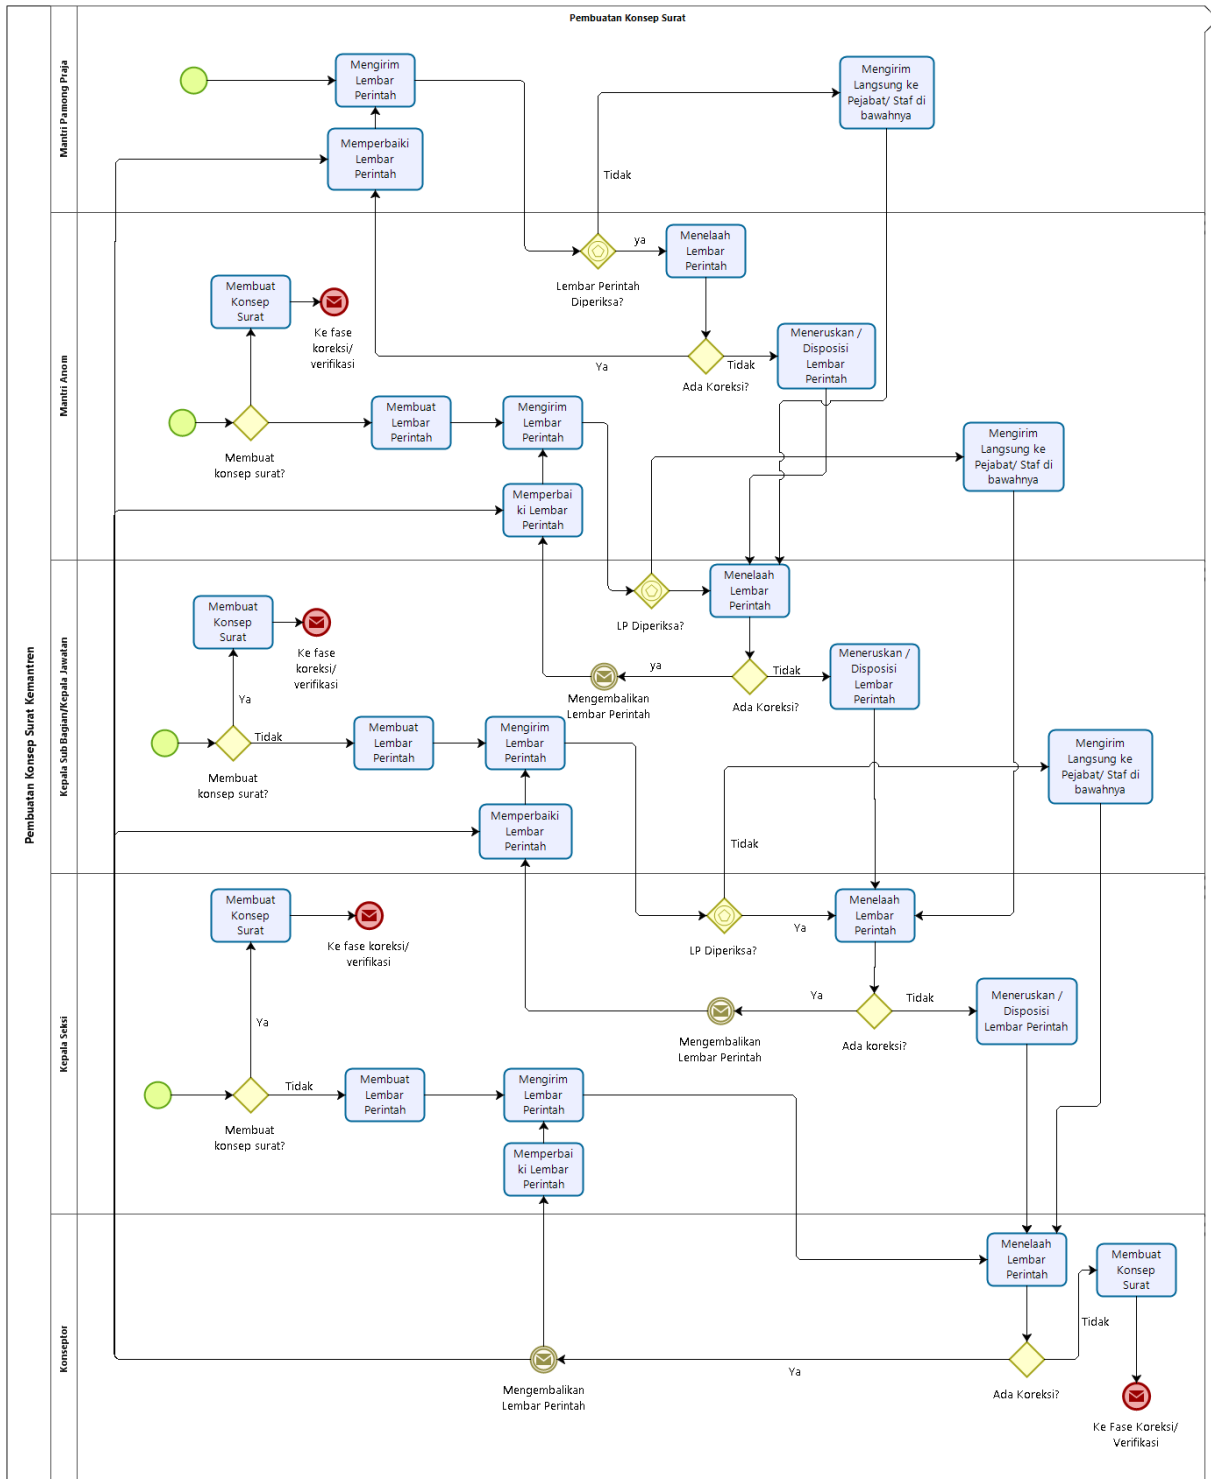 Pembuatan Konsep Surat
Pembuatan Konsep Surat Kemantren
Mantri Pamong Praja
Mengirim
Lembar
Perintah
Mengirim
Langsung ke
Pejabat/ Staf di
bawahnya
Memperbaiki
Lembar
Perintah
Tidak
Mantri Anom
ya
Menelaah
Lembar
Perintah
Lembar Perintah
Diperiksa?
Membuat
Konsep
Surat
Ke fase
koreksi/
verifikasi
Meneruskan /
Disposisi
Lembar
Perintah
Ya
Tidak
Ada Koreksi?
Membuat
Lembar
Perintah
Mengirim
Lembar
Perintah
Mengirim
Langsung ke
Pejabat/ Staf di
bawahnya
Membuat
konsep surat?
Memperbai
ki Lembar
Perintah
Kepala Sub Bagian/Kepala Jawatan
Menelaah
Lembar
Perintah
LP Diperiksa?
Membuat
Konsep
Surat
Ke fase
koreksi/
verifikasi
Meneruskan /
Disposisi
Lembar
Perintah
ya
Tidak
Mengembalikan
Lembar Perintah
Ada Koreksi?
Ya
Tidak
Membuat
Lembar
Perintah
Mengirim
Lembar
Perintah
Mengirim
Langsung ke
Pejabat/ Staf di
bawahnya
Membuat
konsep surat?
Memperbaiki
Lembar
Perintah
Tidak
Kepala Seksi
Membuat
Konsep
Surat
Ke fase koreksi/
verifikasi
Menelaah
Lembar
Perintah
Ya
LP Diperiksa?
Ya
Tidak
Meneruskan /
Disposisi
Lembar Perintah
Ya
Mengembalikan
Lembar Perintah
Ada koreksi?
Tidak
Membuat
Lembar
Perintah
Mengirim
Lembar
Perintah
Membuat
konsep surat?
Memperbai
ki Lembar
Perintah
Konseptor
Menelaah
Lembar
Perintah
Membuat
Konsep
Surat
Tidak
Ya
Mengembalikan
Lembar Perintah
Ada Koreksi?
Ke Fase Koreksi/
Verifikasi